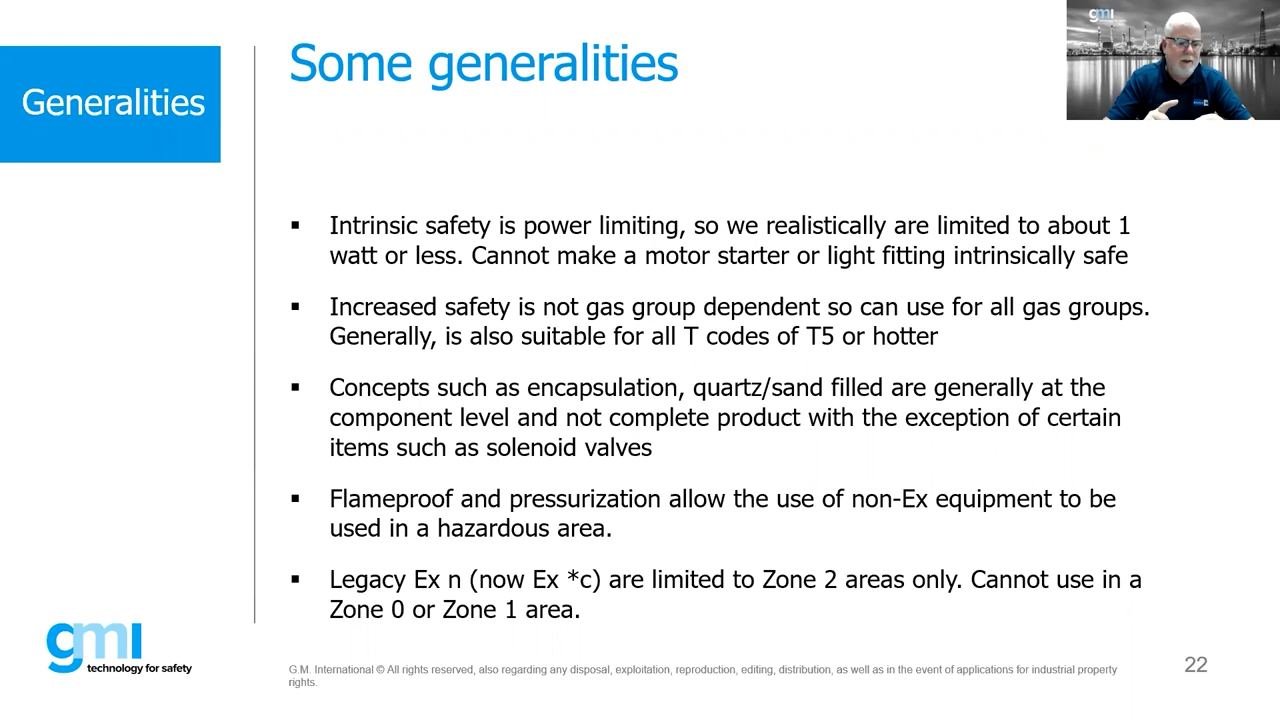 Generalities
Some generalities
gmi
▪ Intrinsic safety is power limiting, so we realistically are limited to about 1
watt or less. Cannot make a motor starter or light fitting intrinsically safe
▪ Increased safety is not gas group dependent so can use for all gas groups.
Generally, is also suitable for all T codes of T5 or hotter
▪ Concepts such as encapsulation, quartz/sand filled are generally at the
component level and not complete product with the exception of certain
items such as solenoid valves
▪ Flameproof and pressurization allow the use of non-Ex equipment to be
used in a hazardous area.
▪ Legacy Ex n (now Ex *c) are limited to Zone 2 areas only. Cannot use in a
Zone 0 or Zone 1 area.
gmi
technology for safety
G.M. International © All rights reserved, also regarding any disposal, exploitation, reproduction, editing, distribution, as well as in the event of applications for industrial property
rights.
22